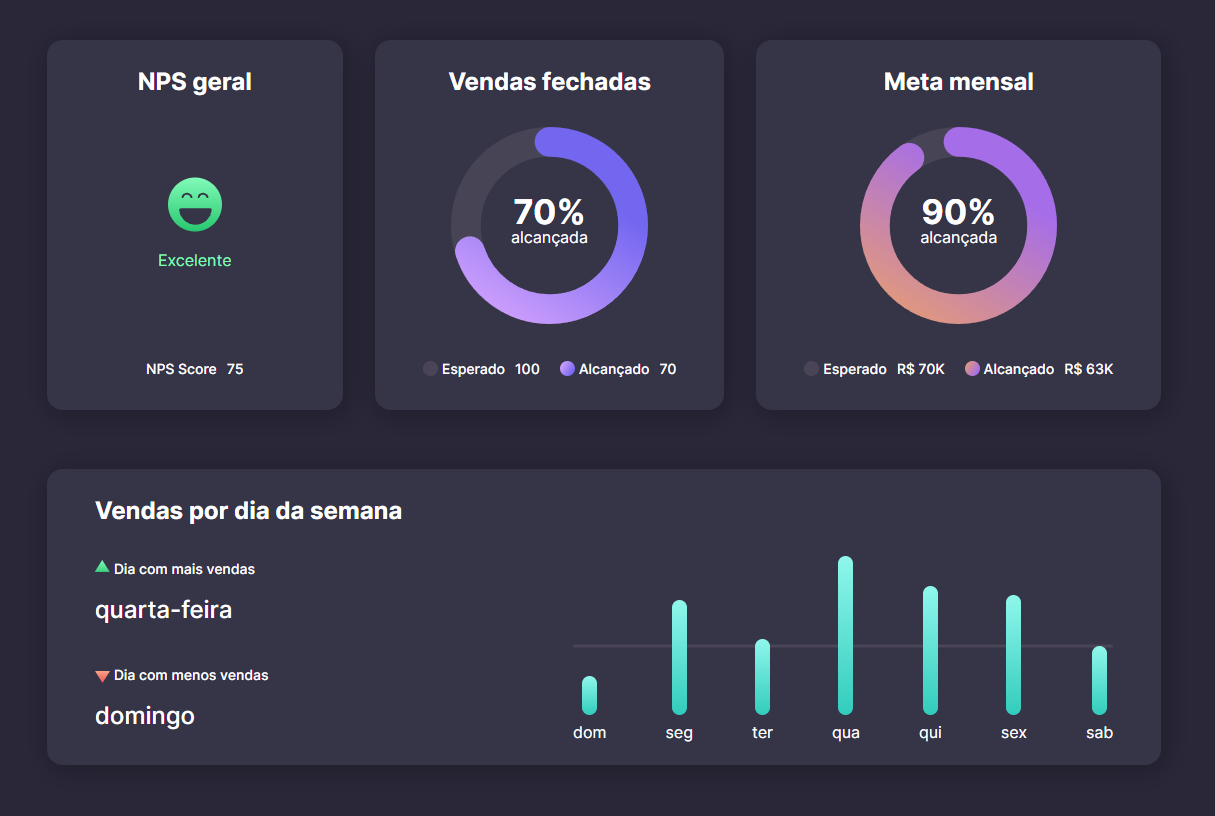 NPS geral
Excelente
NPS Score 75
Vendas fechadas
70%
alcançada
Esperado 100 Alcançado 70
Meta mensal
90%
alcançada
Esperado R$ 70K Alcançado R$ 63K
Vendas por dia da semana
Dia com mais vendas
quarta-feira
Dia com menos vendas
domingo
dom seg ter qua qui sex sab